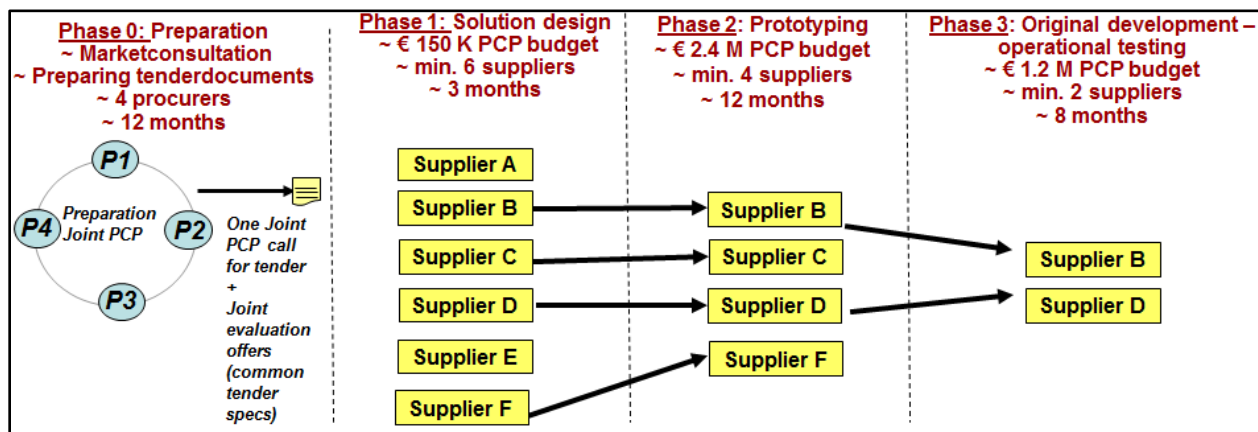 Phase 0: Preparation
~ Marketconsultation
~ Preparing tenderdocuments
~ 4 procurers
~ 12 months
P1
P4
Preparation
Joint PCP
P2
P3
One Joint
PCP call
for tender
+
Joint
evaluation
offers
(common
tender
specs)
Phase 1: Solution design
~ € 150 K PCP budget
~ min. 6 suppliers
~ 3 months
Supplier A
Supplier B
Supplier C
Supplier D
Supplier E
Supplier F
Phase 2: Prototyping
~ € 2.4 M PCP budget
~ min. 4 suppliers
~ 12 months
Supplier B
Supplier C
Supplier D
Supplier F
Phase 3: Original development –
operational testing
~ € 1.2 M PCP budget
~ min. 2 suppliers
~ 8 months
Supplier B
Supplier D